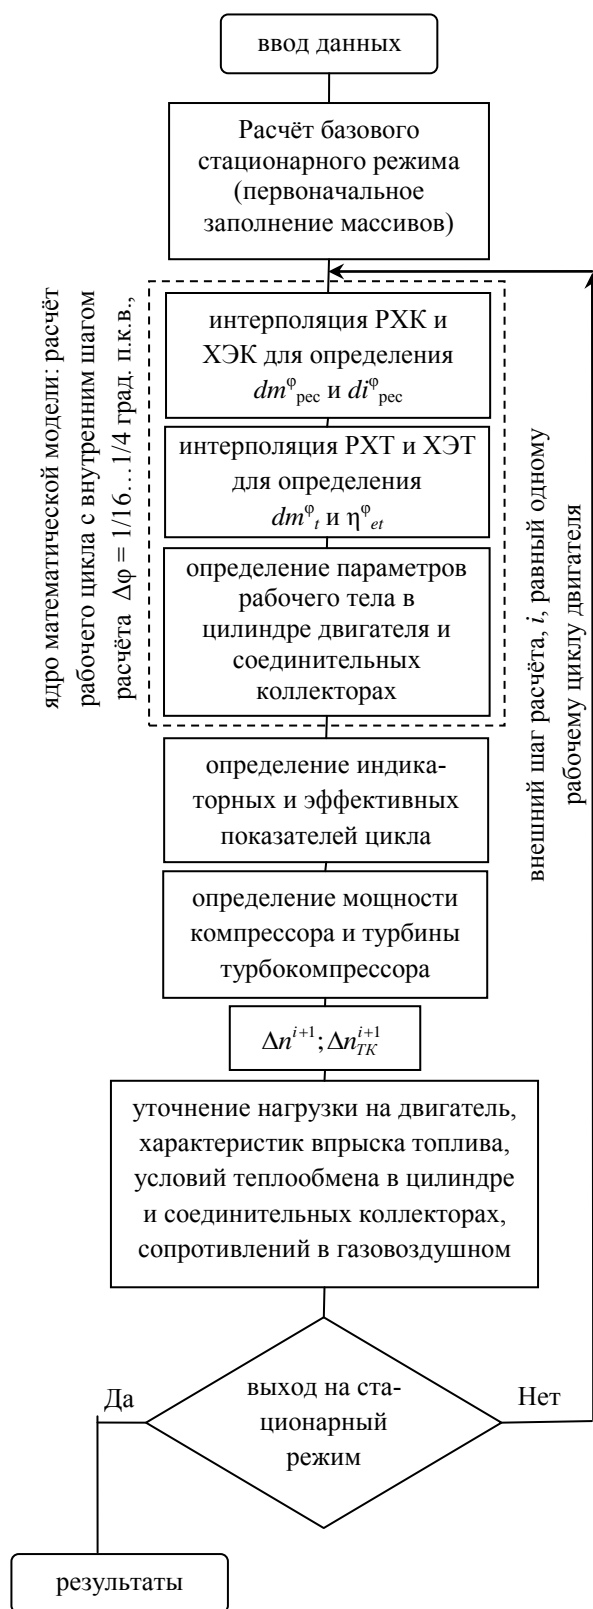 ввод данных
Расчёт базового
стационарного режима
(первоначальное
заполнение массивов)
ядро математической модели: расчёт
рабочего цикла с внутренним шагом
расчёта Δφ = 1/16…1/4 град. п.к.в.,
интерполяция РХК и
ХЭК для определения
dm^φ_рес и di^φ_рес
интерполяция РХТ и ХЭТ
для определения
dm^φ_t и η^φ_et
определение параметров
рабочего тела в
цилиндре двигателя и
соединительных
коллекторах
внешний шаг расчёта, i, равный одному
рабочему циклу двигателя
определение индика-
торных и эффективных
показателей цикла
определение мощности
компрессора и турбины
турбокомпрессора
Δn^{i+1}; Δn_{ТК}^{i+1}
уточнение нагрузки на двигатель,
характеристик впрыска топлива,
условий теплообмена в цилиндре
и соединительных коллекторах,
сопротивлений в газовоздушном
выход на ста-
ционарный
режим
Да
Нет
результаты